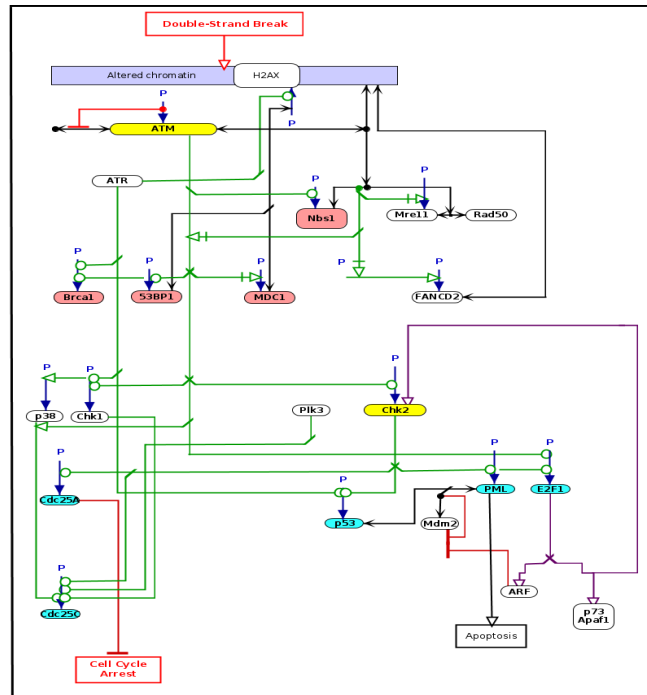 Double-Strand Break
Altered chromatin
H2AX
P
P
ATM
ATR
P
P
Nbs1
Mre11
Rad50
P
P
P
P
P
Brca1
53BP1
MDC1
FANCD2
P
P
P
p38
Chk1
Plk3
Chk2
P
P
P
Cdc25A
PML
E2F1
P
p53
Mdm2
P
ARF
p73
Apaf1
Cdc25C
Apoptosis
Cell Cycle
Arrest